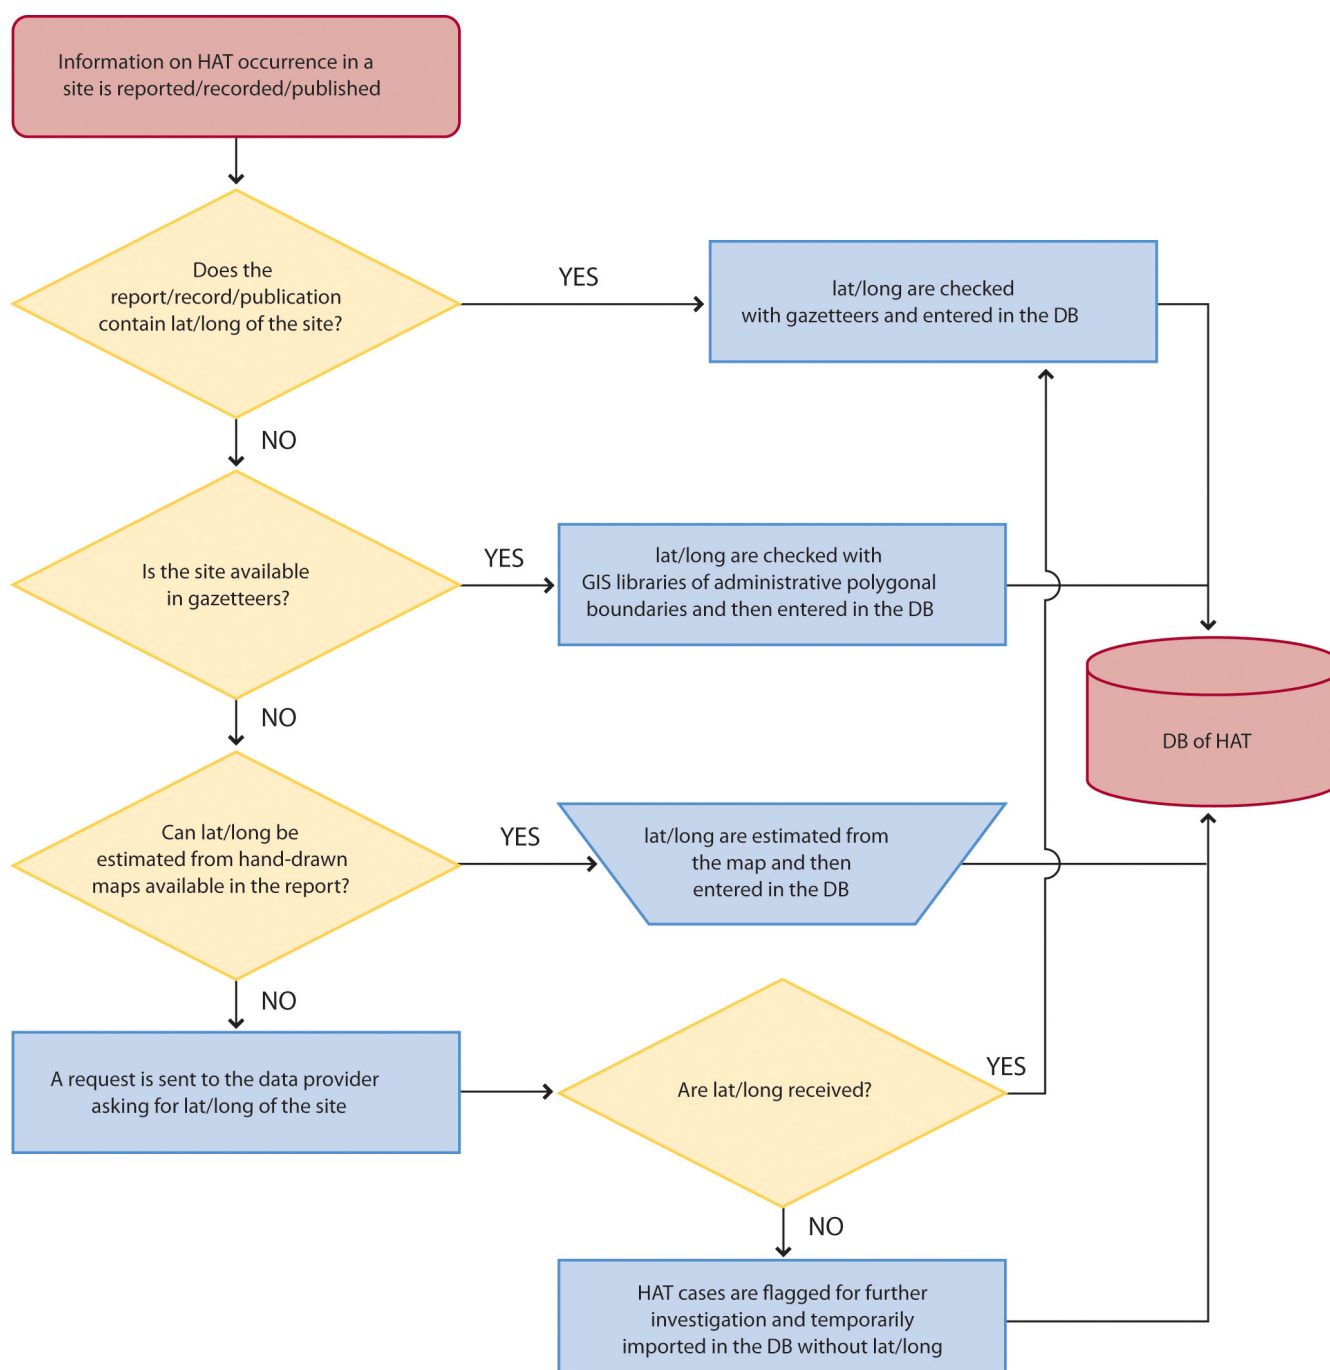 Information on HAT occurrence in a
site is reported/recorded/published
Does the
report/record/publication
contain lat/long of the site?
YES
lat/long are checked
with gazetteers and entered in the DB
NO
Is the site available
in gazetteers?
YES
lat/long are checked with
GIS libraries of administrative polygonal
boundaries and then entered in the DB
NO
DB of HAT
Can lat/long be
estimated from hand-drawn
maps available in the report?
YES
lat/long are estimated from
the map and then
entered in the DB
NO
A request is sent to the data provider
asking for lat/long of the site
Are lat/long received?
YES
NO
HAT cases are flagged for further
investigation and temporarily
imported in the DB without lat/long